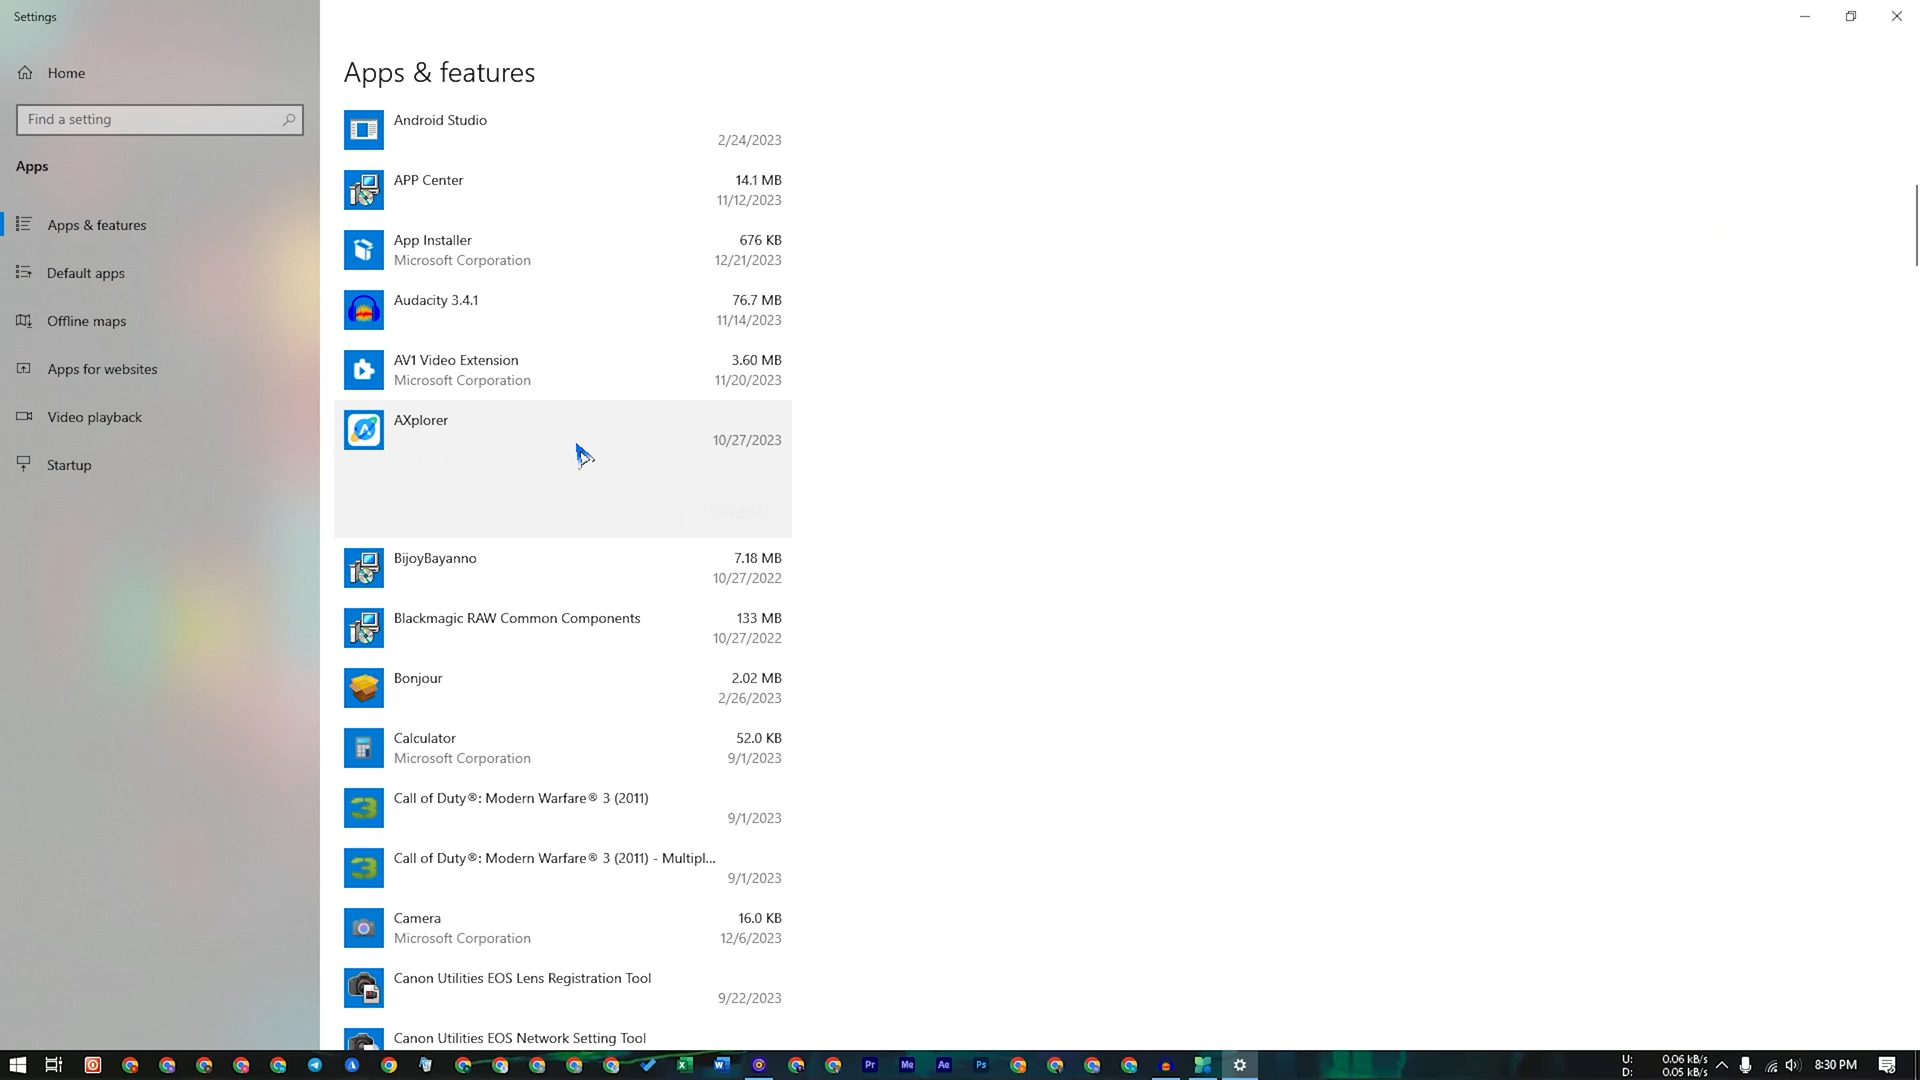 Settings
Home
Find a setting
Apps
Apps & features
Default apps
Offline maps
Apps for websites
Video playback
Startup
Apps & features
Android Studio
2/24/2023
APP Center
14.1 MB
11/12/2023
App Installer
676 KB
Microsoft Corporation
12/21/2023
Audacity 3.4.1
76.7 MB
11/14/2023
AV1 Video Extension
3.60 MB
Microsoft Corporation
11/20/2023
AXplorer
10/27/2023
BijoyBayanno
7.18 MB
10/27/2022
Blackmagic RAW Common Components
133 MB
10/27/2022
Bonjour
2.02 MB
2/26/2023
Calculator
52.0 KB
Microsoft Corporation
9/1/2023
Call of Duty®: Modern Warfare® 3 (2011)
9/1/2023
Call of Duty®: Modern Warfare® 3 (2011) - Multipl...
9/1/2023
Camera
16.0 KB
Microsoft Corporation
12/6/2023
Canon Utilities EOS Lens Registration Tool
9/22/2023
Canon Utilities EOS Network Setting Tool
Pr
Me
Ae
Ps
U: 0.06 kB/s
D: 0.05 kB/s
8:30 PM